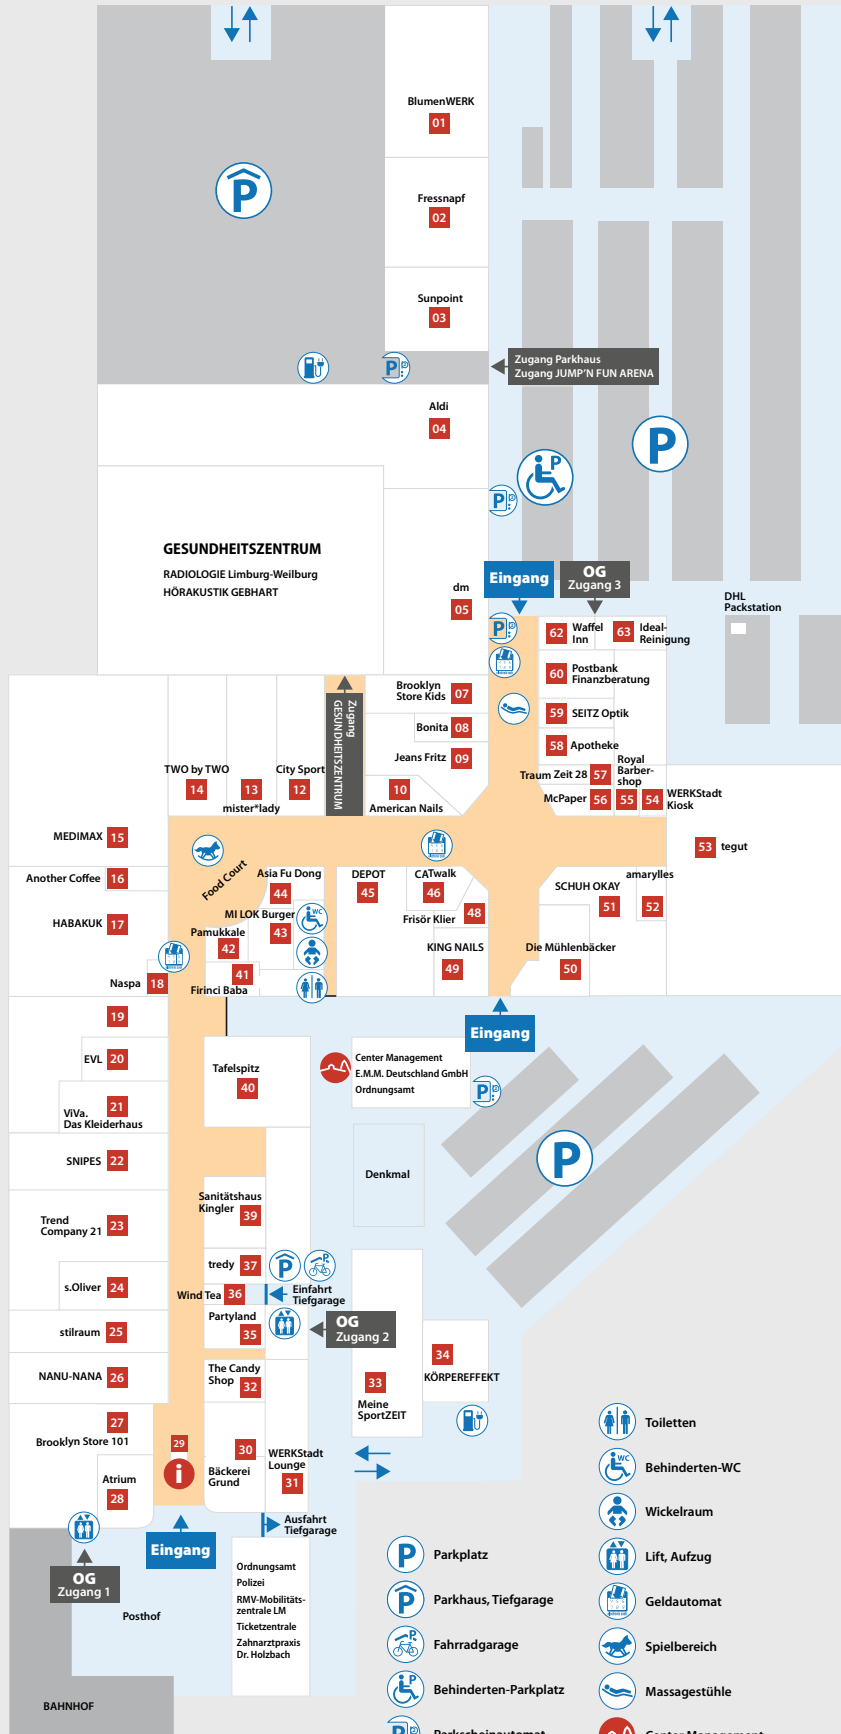 BlumenWERK
01
Fressnapf
02
Sunpoint
03
Zugang Parkhaus
Zugang JUMP'N FUN ARENA
Aldi
04
GESUNDHEITSZENTRUM
RADIOLOGIE Limburg-Weilburg
HÖRAKUSTIK GEBHART
dm
05
Eingang
OG
Zugang 3
DHL
Packstation
62
Waffel
Inn
63
Ideal-
Reinigung
60
Postbank
Finanzberatung
59
SEITZ Optik
58
Apotheke
Traum Zeit 28
57
Royal
Barber-
shop
McPaper
56
55
54
WERKStadt
Kiosk
53
tegut
Brooklyn
Store Kids
07
Bonita
08
Jeans Fritz
09
10
American Nails
Zugang
GESUNDHEITSZENTRUM
City Sport
12
13
mister*lady
TWO by TWO
14
MEDIMAX
15
Another Coffee
16
HABAKUK
17
Naspa
18
Food Court
Asia Fu Dong
44
MI LOK Burger
43
Pamukkale
42
41
Firinci Baba
WC
DEPOT
45
CATwalk
46
Frisör Klier
48
KING NAILS
49
SCHUH OKAY
51
amarylles
52
Die Mühlenbäcker
50
Eingang
19
EVL
20
21
ViVa.
Das Kleiderhaus
SNIPES
22
Trend
Company 21
23
s.Oliver
24
stilraum
25
NANU-NANA
26
27
Brooklyn Store 101
Atrium
28
29
i
Tafelspitz
40
Center Management
E.M.M. Deutschland GmbH
Ordnungsamt
P
Denkmal
P
Sanitätshaus
Kingler
39
tredy
37
Wind Tea
36
Einfahrt
Tiefgarage
Partyland
35
OG
Zugang 2
The Candy
Shop
32
30
Bäckerei
Grund
WERKStadt
Lounge
31
33
Meine
SportZEIT
34
KÖRPEREFFEKT
Ausfahrt
Tiefgarage
Eingang
OG
Zugang 1
Posthof
BAHNHOF
Ordnungsamt
Polizei
RMV-Mobilitäts-
zentrale LM
Ticketzentrale
Zahnarztpraxis
Dr. Holzbach
P
Parkplatz
P
Parkhaus, Tiefgarage
P
Fahrradgarage
P
Behinderten-Parkplatz
P
Parkscheinautomat
Toiletten
WC
Behinderten-WC
Wickelraum
Lift, Aufzug
Geldautomat
Spielbereich
Massagestühle
Center Management